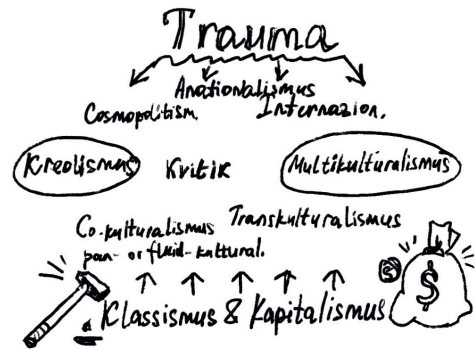 Trauma
Anationalismus
Cosmopolitism. Internazion.
Kreolismus Kritik Multikulturalismus
Co-kulturalismus Transkulturalismus
pan- or fluid-kultural.
Klassismus & Kapitalismus
$